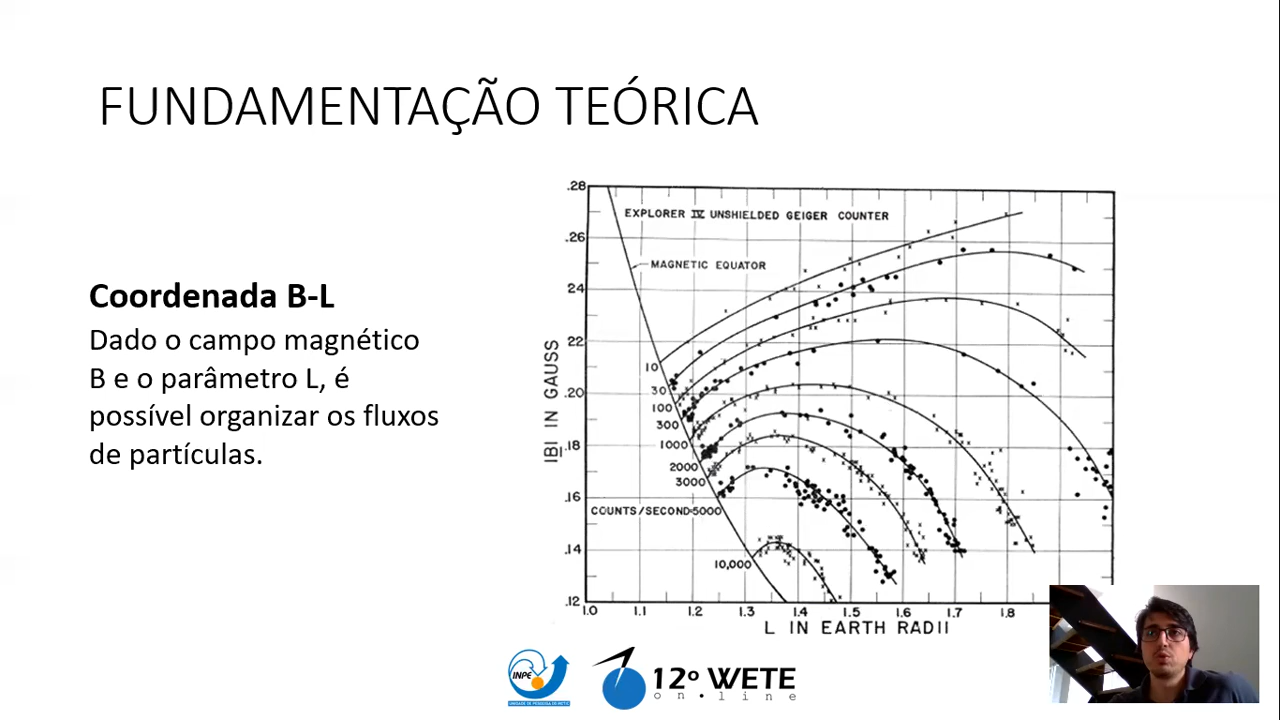 FUNDAMENTAÇÃO TEÓRICA
Coordenada B-L
Dado o campo magnético
B e o parâmetro L, é
possível organizar os fluxos
de partículas.
.28
EXPLORER IV UNSHIELDED GEIGER COUNTER
.26
MAGNETIC EQUATOR
.24
.22
10
30
.20
100
300
1000
.18
2000
3000
.16
COUNTS/SECOND-5000
.14
10,000
.12
|B| IN GAUSS
1.0 1.1 1.2 1.3 1.4 1.5 1.6 1.7 1.8
L IN EARTH RADII
INPE
12º WETE
on.line